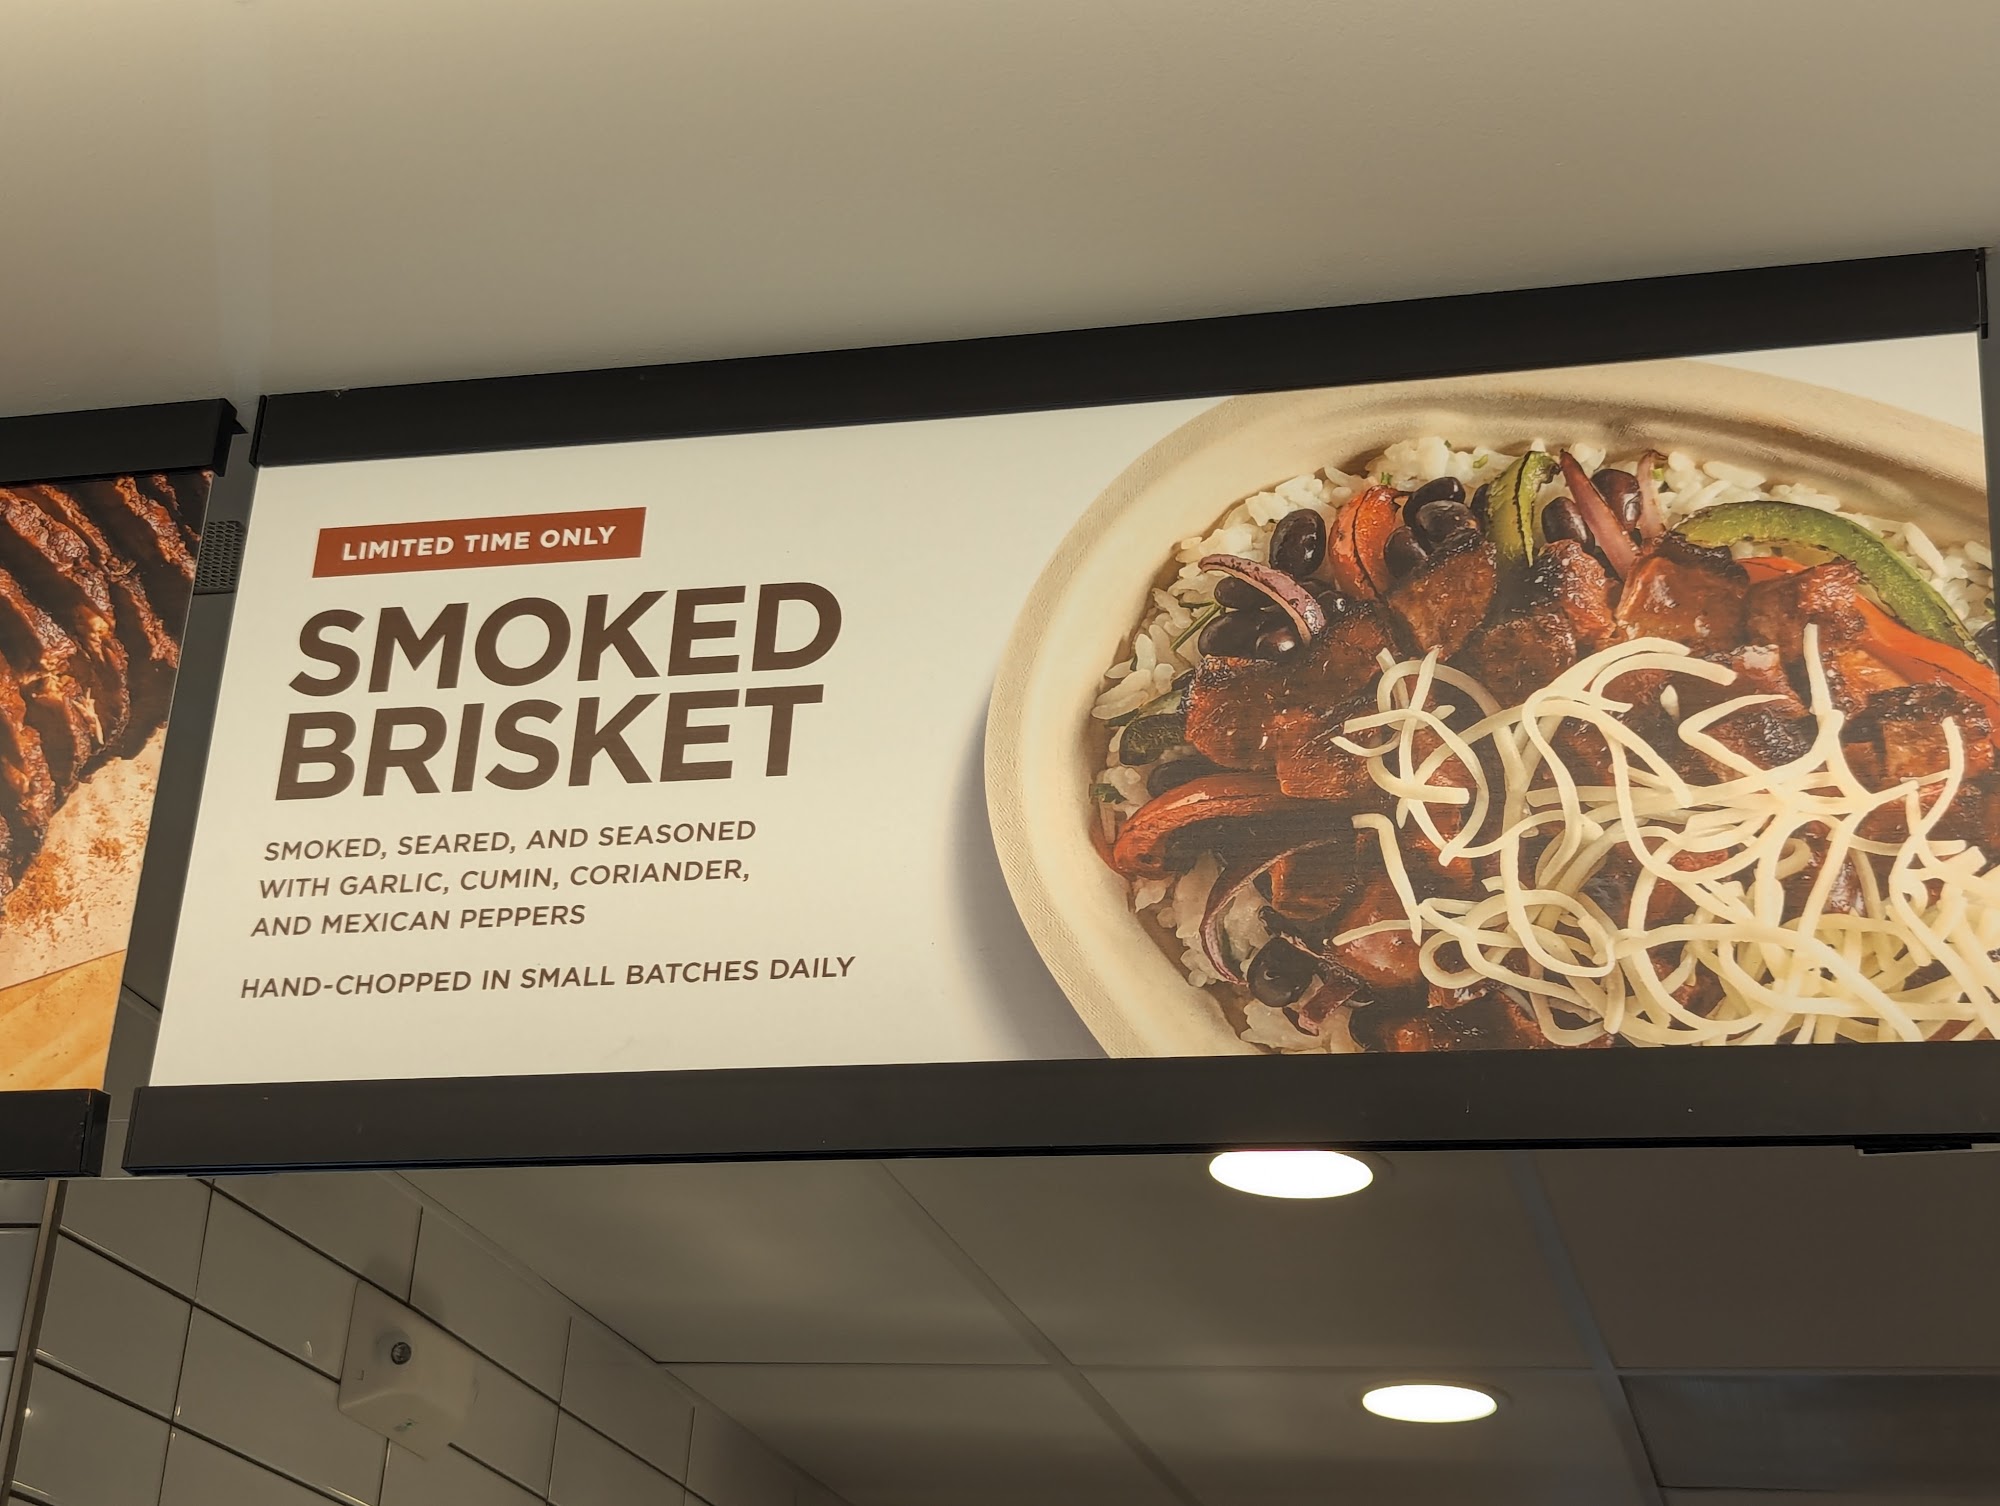 LIMITED TIME ONLY
SMOKED
BRISKET
SMOKED, SEARED, AND SEASONED
WITH GARLIC, CUMIN, CORIANDER,
AND MEXICAN PEPPERS
HAND-CHOPPED IN SMALL BATCHES DAILY